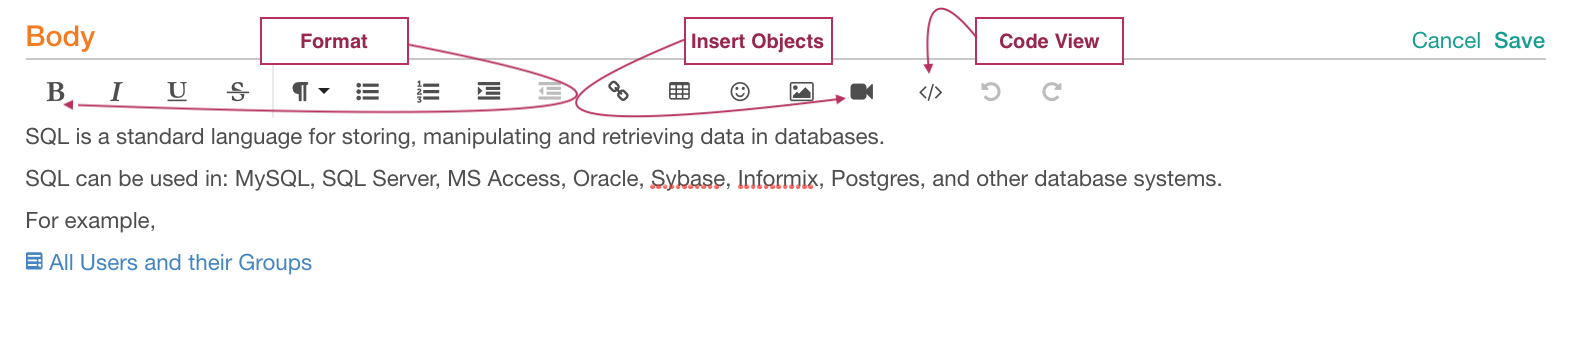 Body
Format
Insert Objects
Code View
Cancel Save
B I U S
SQL is a standard language for storing, manipulating and retrieving data in databases.
SQL can be used in: MySQL, SQL Server, MS Access, Oracle, Sybase, Informix, Postgres, and other database systems.
For example,
All Users and their Groups